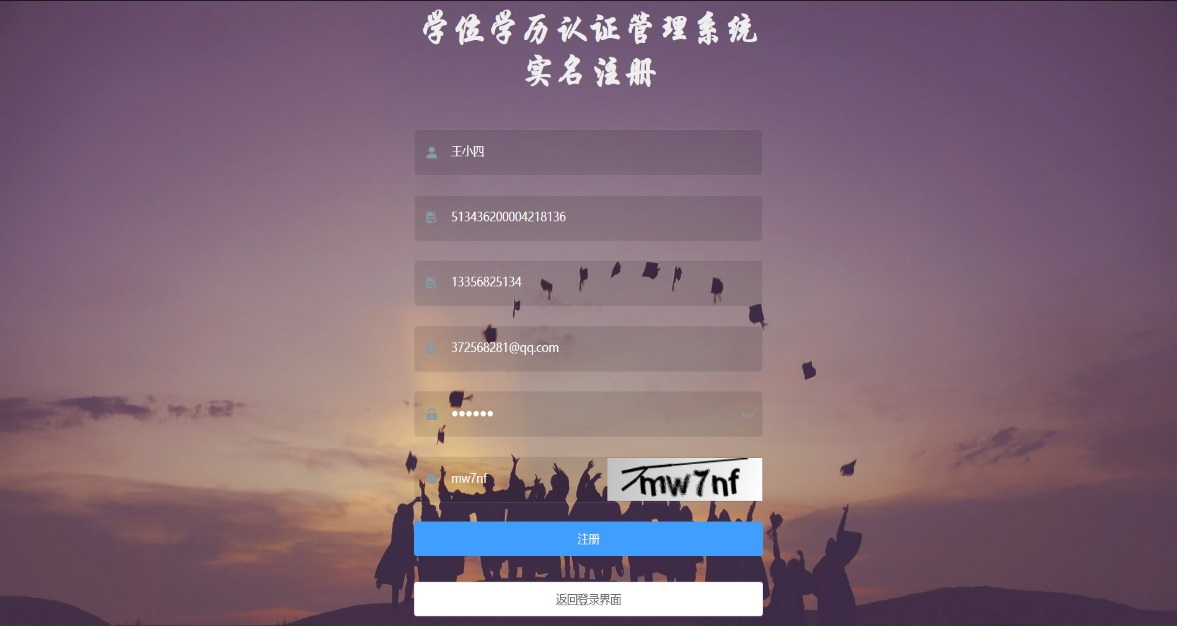 学位学历认证管理系统
实名注册
王小四
513436200004218136
13356825134
372568281@qq.com
••••••
mw7nf
mw7nf
注册
返回登录界面